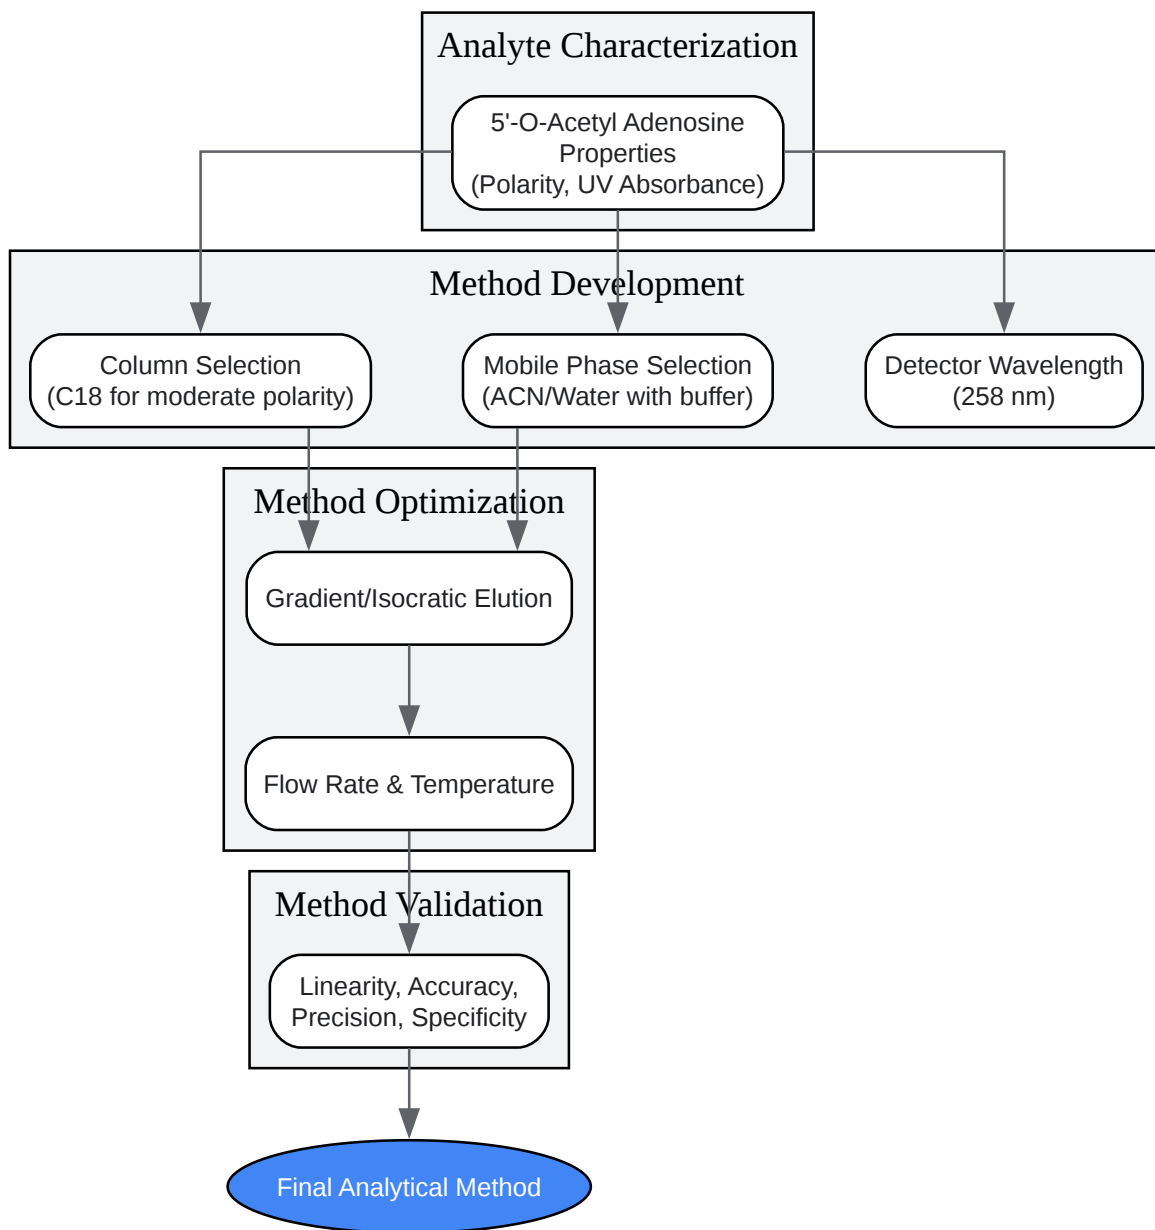 Analyte Characterization
5'-O-Acetyl Adenosine
Properties
(Polarity, UV Absorbance)
Method Development
Column Selection
(C18 for moderate polarity)
Mobile Phase Selection
(ACN/Water with buffer)
Detector Wavelength
(258 nm)
Method Optimization
Gradient/Isocratic Elution
Flow Rate & Temperature
Method Validation
Linearity, Accuracy,
Precision, Specificity
Final Analytical Method